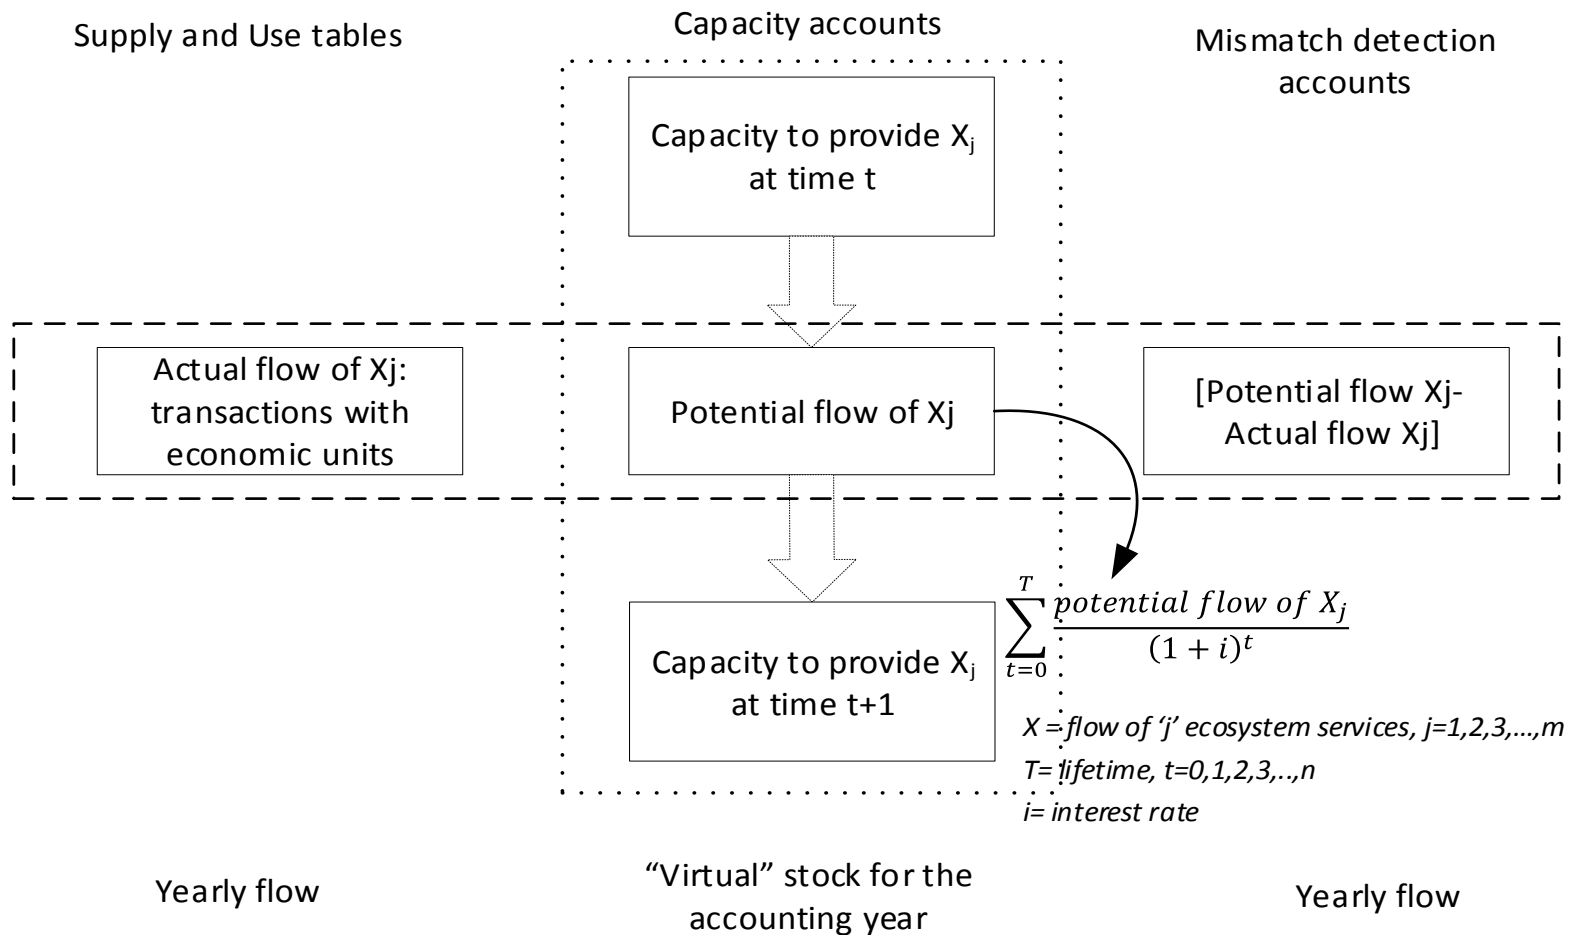 Supply and Use tables
Capacity accounts
Mismatch detection
accounts
Capacity to provide Xj
at time t
Actual flow of Xj:
transactions with
economic units
Potential flow of Xj
[Potential flow Xj-
Actual flow Xj]
Capacity to provide Xj
at time t+1
T
∑
t=0
potential flow of Xj
(1 + i)^t
X = flow of ‘j’ ecosystem services, j=1,2,3,...,m
T= lifetime, t=0,1,2,3,..,n
i= interest rate
Yearly flow
“Virtual” stock for the
accounting year
Yearly flow